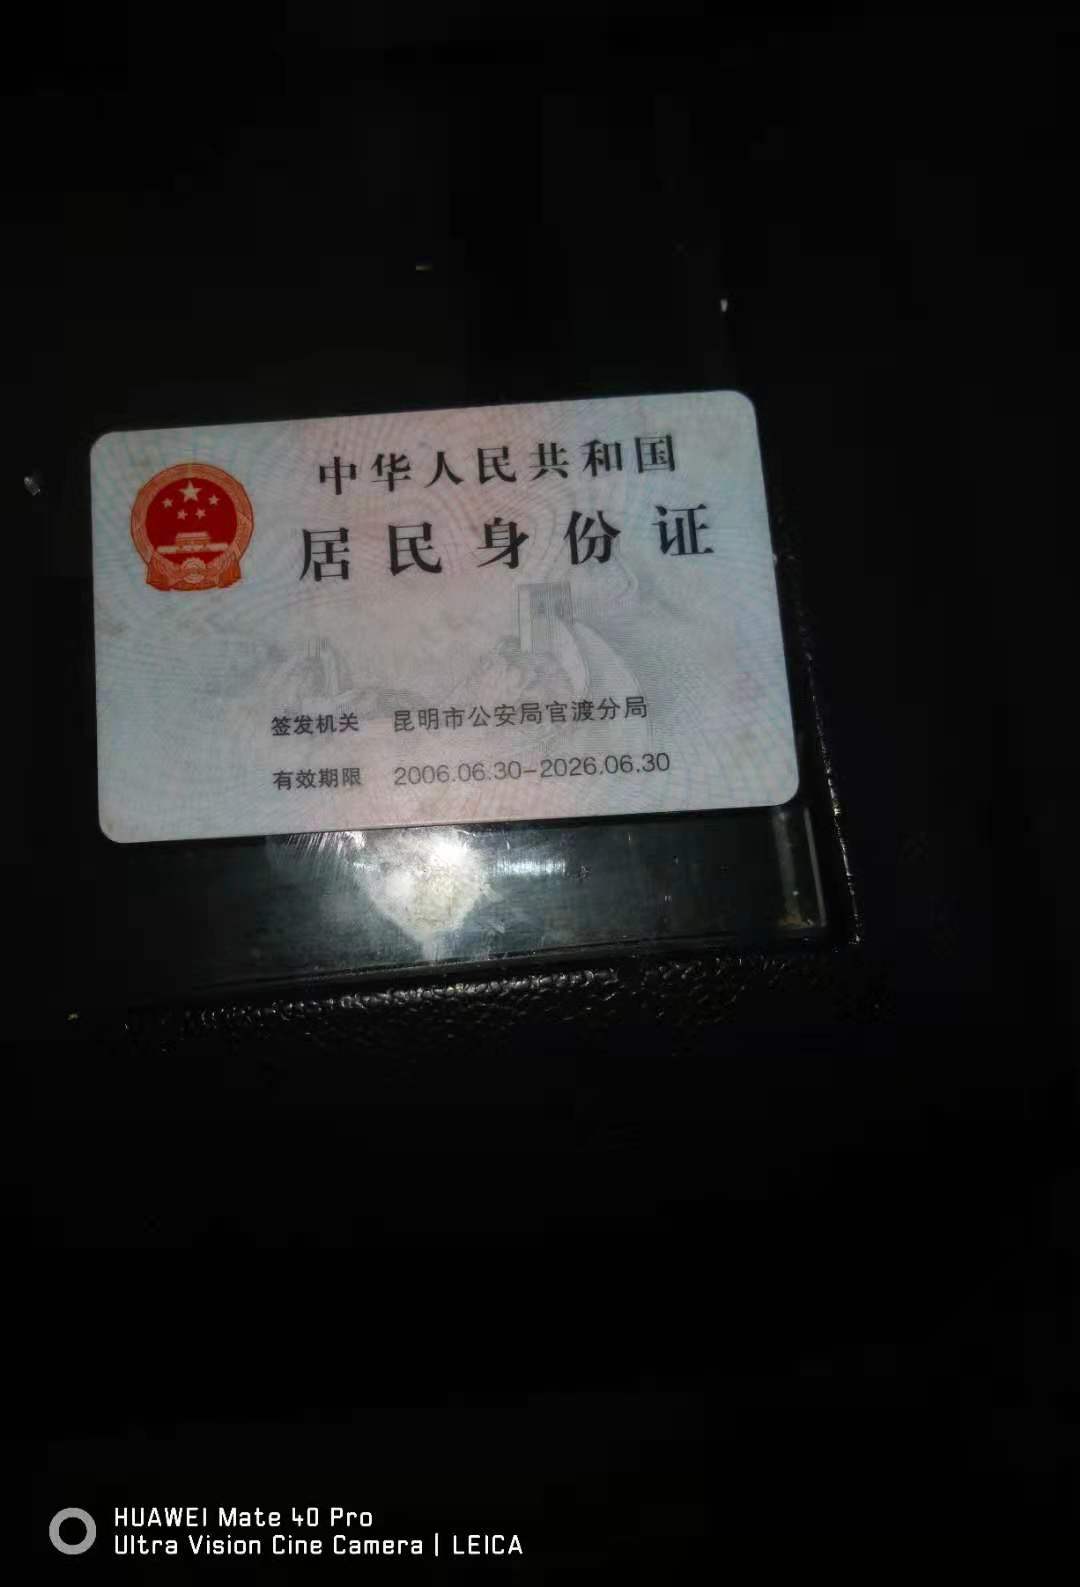 中华人民共和国
居民身份证
签发机关 昆明市公安局官渡分局
有效期限 2006.06.30-2026.06.30
HUAWEI Mate 40 Pro
Ultra Vision Cine Camera | LEICA